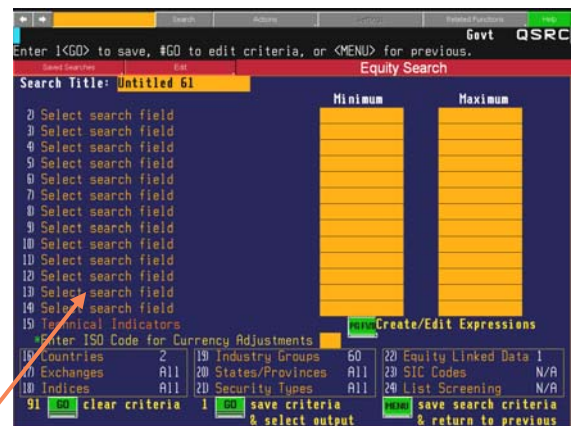 Search Actions Related Functions Help
Govt QSRC
Enter 1<GO> to save, #GO to edit criteria, or <MENU> for previous.
Saved Searches Edit Equity Search
Search Title: Untitled 61
Minimum Maximum
2) Select search field
3) Select search field
4) Select search field
5) Select search field
6) Select search field
7) Select search field
8) Select search field
9) Select search field
10) Select search field
11) Select search field
12) Select search field
13) Select search field
14) Select search field
15) Technical Indicators PG FWD Create/Edit Expressions
*Enter ISO Code for Currency Adjustments
16) Countries 2 19) Industry Groups 60 22) Equity Linked Data 1
17) Exchanges All 20) States/Provinces All 23) SIC Codes N/A
18) Indices All 21) Security Types All 24) List Screening N/A
91 GO clear criteria 1 GO save criteria MENU save search criteria
& select output & return to previous